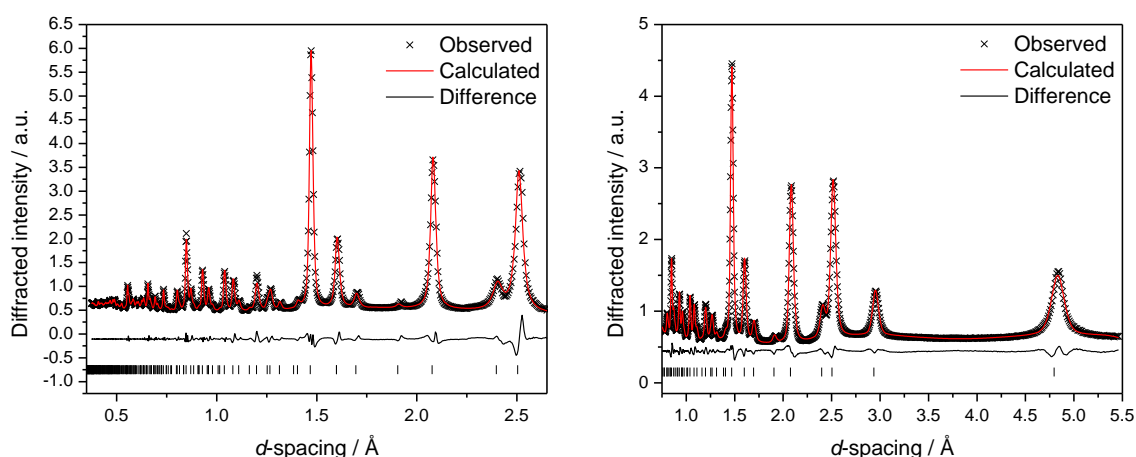 6.5
6.0
5.5
5.0
4.5
4.0
3.5
3.0
2.5
2.0
1.5
1.0
0.5
0.0
-0.5
-1.0
Diffracted intensity / a.u.
Observed
Calculated
Difference
0.5 1.0 1.5 2.0 2.5
d-spacing / Å
5
4
3
2
1
0
Diffracted intensity / a.u.
Observed
Calculated
Difference
1.0 1.5 2.0 2.5 3.0 3.5 4.0 4.5 5.0 5.5
d-spacing / Å